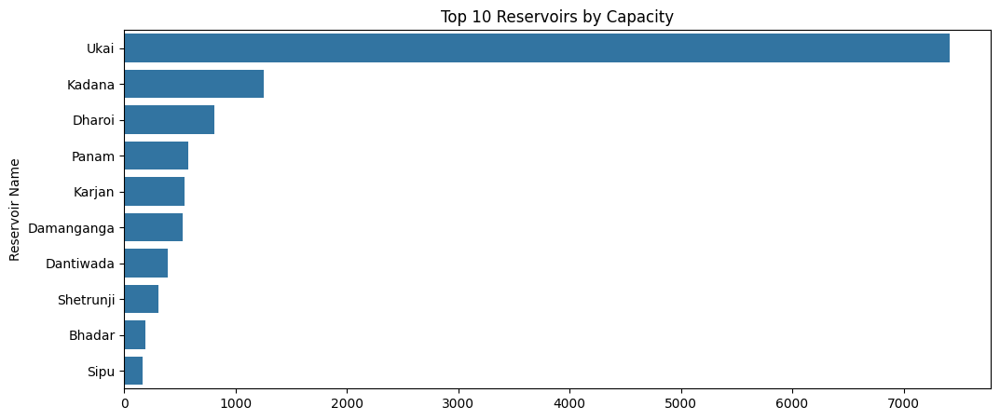 Top 10 Reservoirs by Capacity
Reservoir Name
Ukai
Kadana
Dharoi
Panam
Karjan
Damanganga
Dantiwada
Shetrunji
Bhadar
Sipu
0 1000 2000 3000 4000 5000 6000 7000